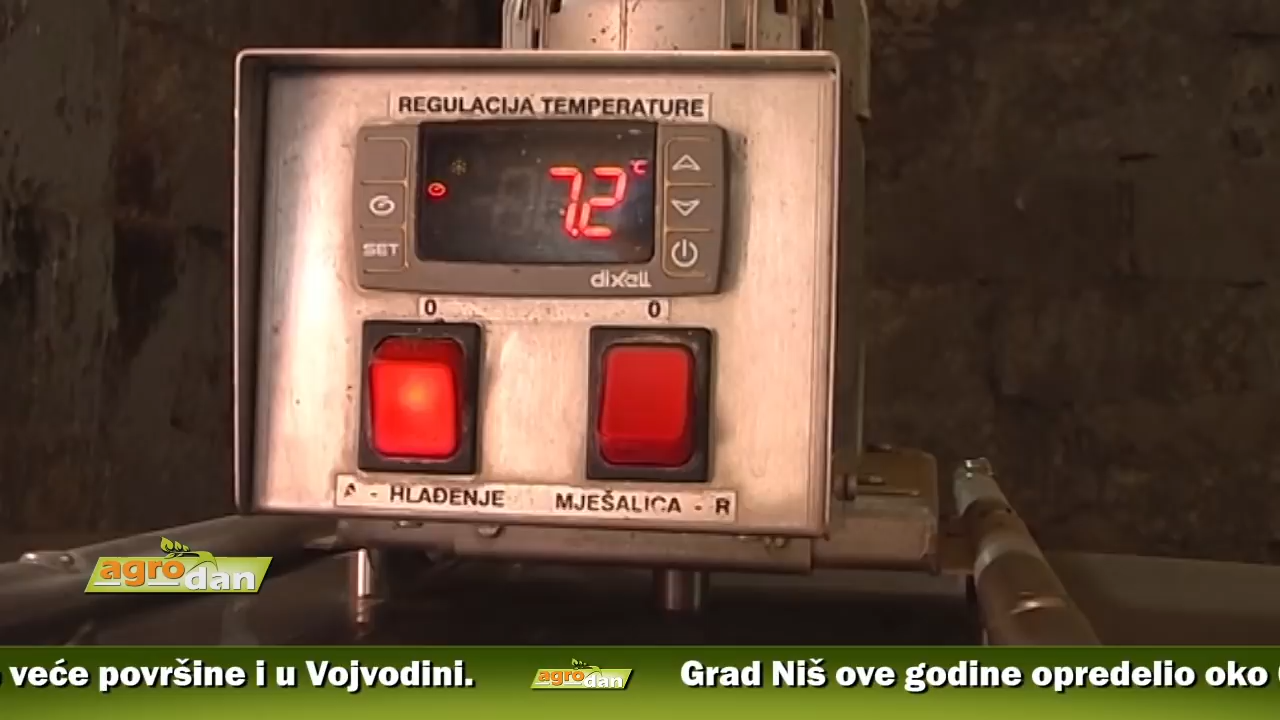 REGULACIJA TEMPERATURE
7.2 °C
SET
dixell
0 0
A - HLAĐENJE MJEŠALICA - R
agro dan
veće površine i u Vojvodini. agro dan Grad Niš ove godine opredelio oko